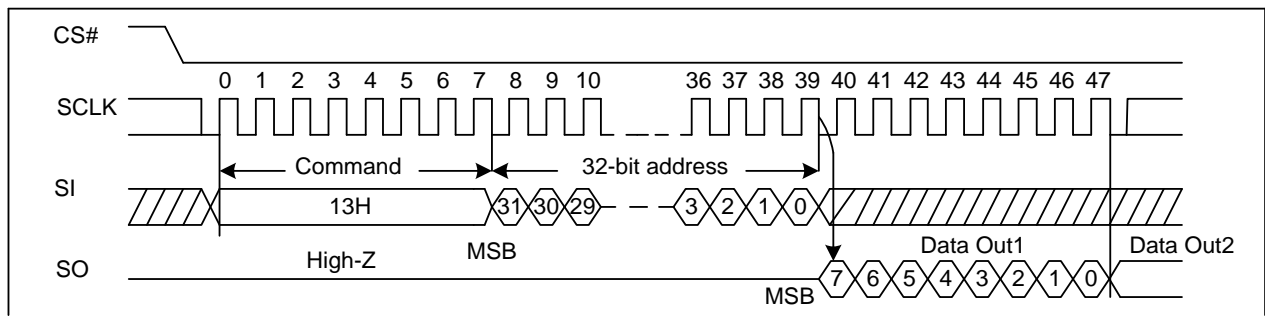 CS#
0 1 2 3 4 5 6 7 8 9 10 36 37 38 39 40 41 42 43 44 45 46 47
SCLK
Command 32-bit address
SI
13H 31 30 29 3 2 1 0
MSB
Data Out1 Data Out2
High-Z
SO
7 6 5 4 3 2 1 0
MSB